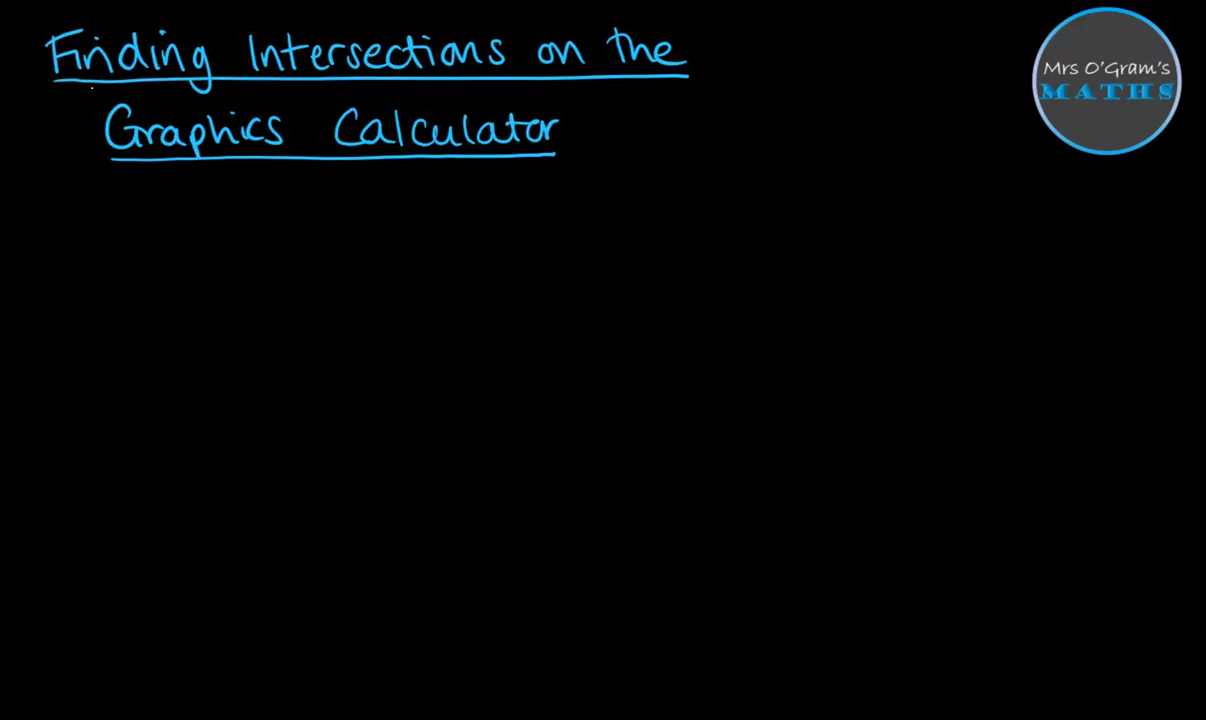 Finding Intersections on the
Graphics Calculator
Mrs O'Gram's
MATHS